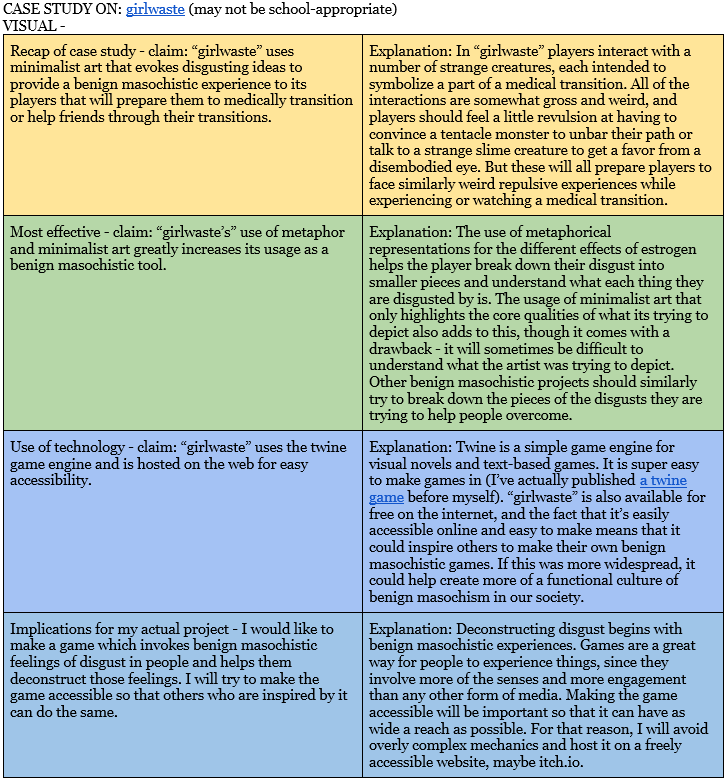 CASE STUDY ON: girlwaste (may not be school-appropriate)
VISUAL -
Recap of case study - claim: “girlwaste” uses
minimalist art that evokes disgusting ideas to
provide a benign masochistic experience to its
players that will prepare them to medically transition
or help friends through their transitions.
Explanation: In “girlwaste” players interact with a
number of strange creatures, each intended to
symbolize a part of a medical transition. All of the
interactions are somewhat gross and weird, and
players should feel a little revulsion at having to
convince a tentacle monster to unbar their path or
talk to a strange slime creature to get a favor from a
disembodied eye. But these will all prepare players to
face similarly weird repulsive experiences while
experiencing or watching a medical transition.
Most effective - claim: “girlwaste’s” use of metaphor
and minimalist art greatly increases its usage as a
benign masochistic tool.
Explanation: The use of metaphorical
representations for the different effects of estrogen
helps the player break down their disgust into
smaller pieces and understand what each thing they
are disgusted by is. The usage of minimalist art that
only highlights the core qualities of what its trying to
depict also adds to this, though it comes with a
drawback - it will sometimes be difficult to
understand what the artist was trying to depict.
Other benign masochistic projects should similarly
try to break down the pieces of the disgusts they are
trying to help people overcome.
Use of technology - claim: “girlwaste” uses the twine
game engine and is hosted on the web for easy
accessibility.
Explanation: Twine is a simple game engine for
visual novels and text-based games. It is super easy
to make games in (I’ve actually published a twine
game before myself). “girlwaste” is also available for
free on the internet, and the fact that it’s easily
accessible online and easy to make means that it
could inspire others to make their own benign
masochistic games. If this was more widespread, it
could help create more of a functional culture of
benign masochism in our society.
Implications for my actual project - I would like to
make a game which invokes benign masochistic
feelings of disgust in people and helps them
deconstruct those feelings. I will try to make the
game accessible so that others who are inspired by it
can do the same.
Explanation: Deconstructing disgust begins with
benign masochistic experiences. Games are a great
way for people to experience things, since they
involve more of the senses and more engagement
than any other form of media. Making the game
accessible will be important so that it can have as
wide a reach as possible. For that reason, I will avoid
overly complex mechanics and host it on a freely
accessible website, maybe itch.io.